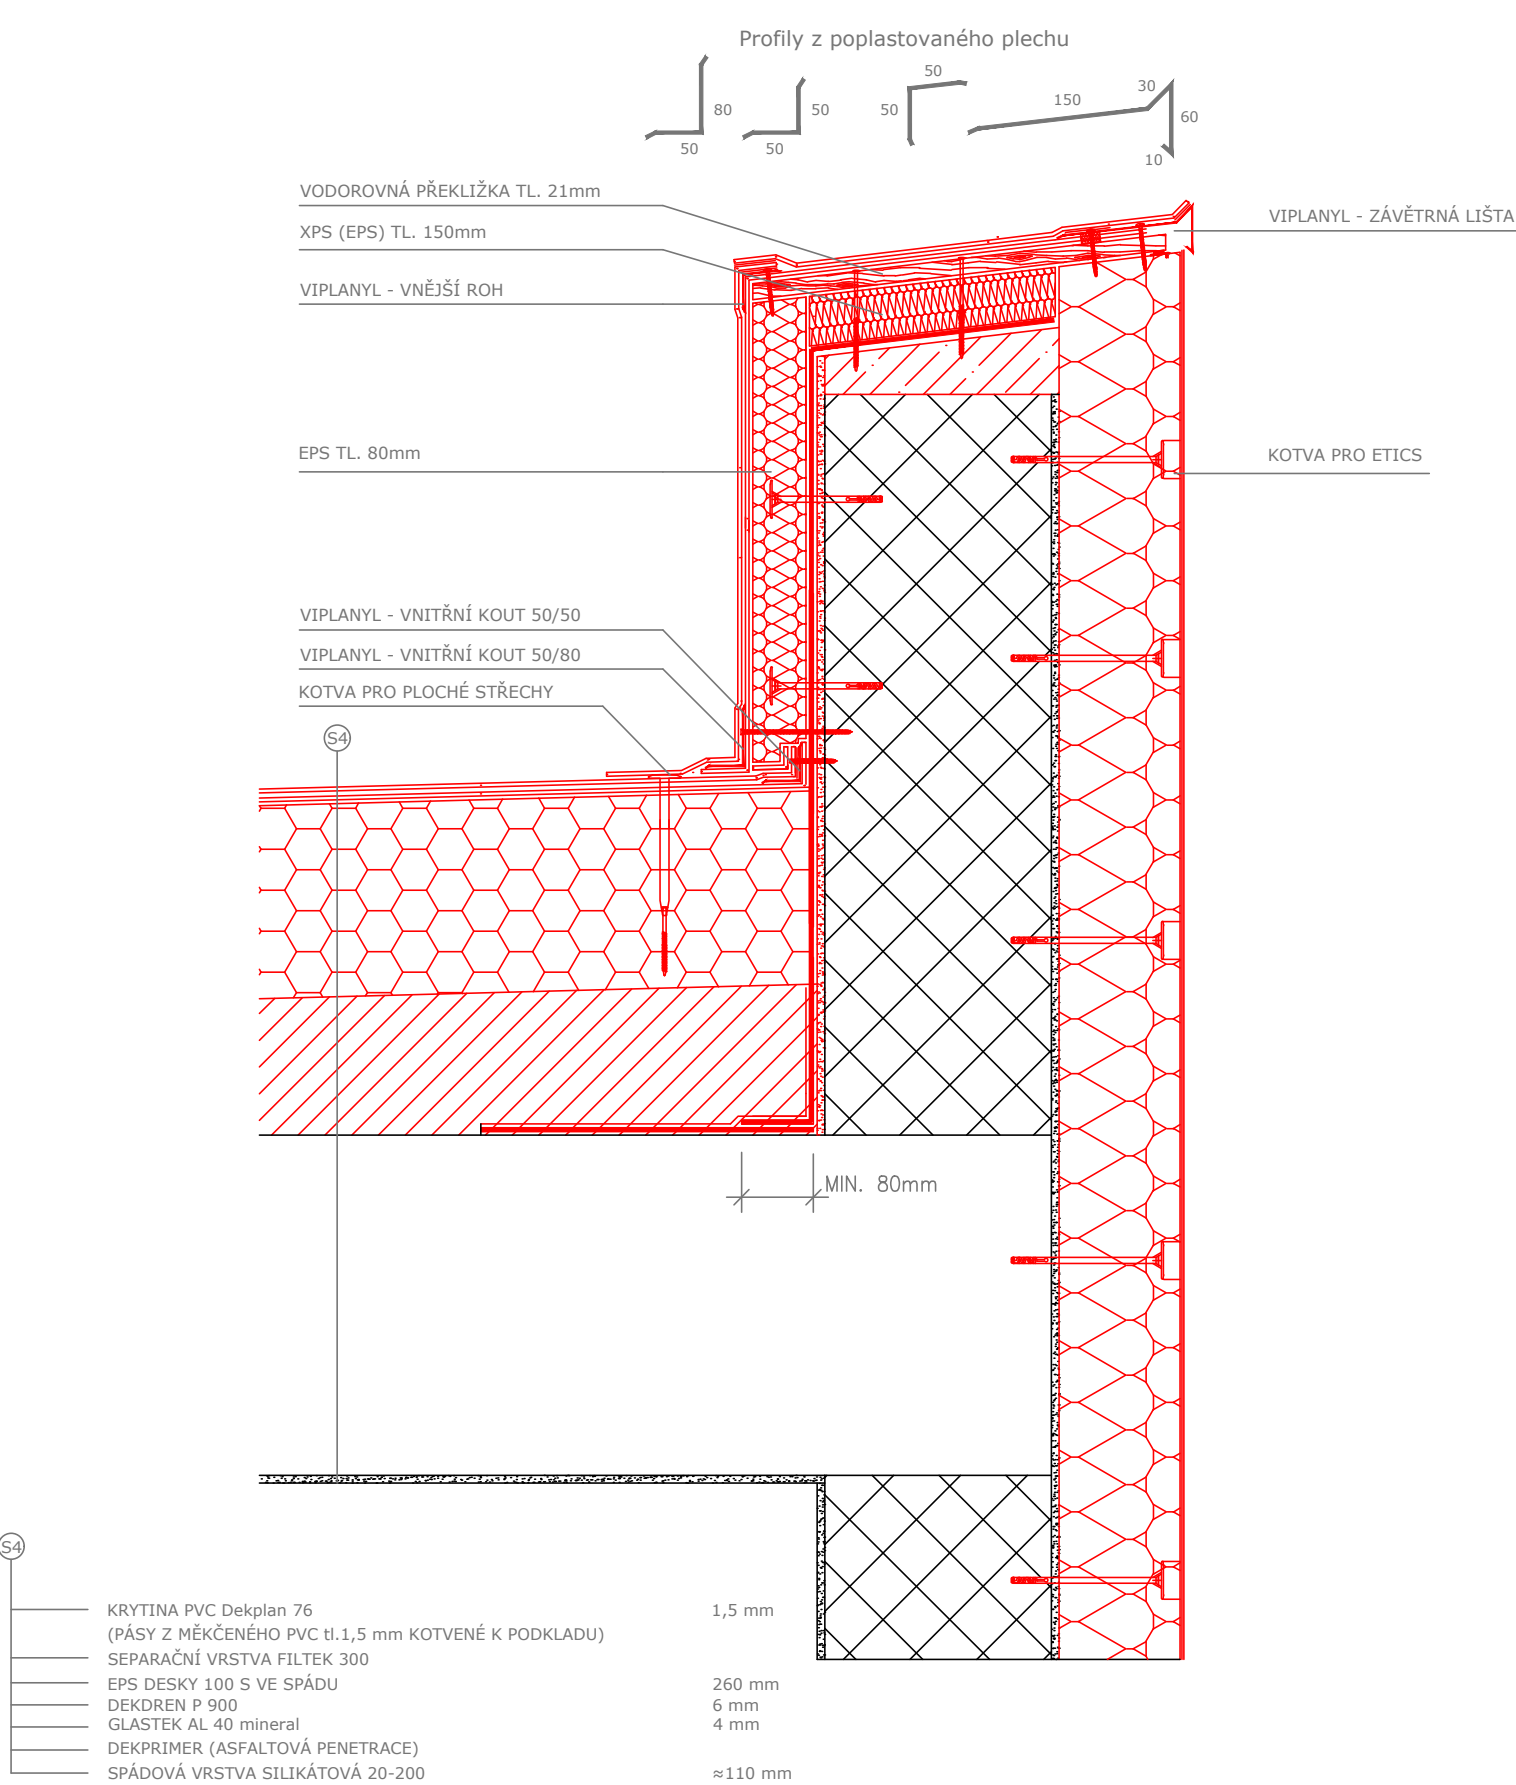 Profily z poplastovaného plechu
80
50
50
50
50
50
150
30
60
10
VODOROVNÁ PŘEKLIŽKA TL. 21mm
XPS (EPS) TL. 150mm
VIPLANYL - VNĚJŠÍ ROH
VIPLANYL - ZÁVĚTRNÁ LIŠTA
EPS TL. 80mm
KOTVA PRO ETICS
VIPLANYL - VNITŘNÍ KOUT 50/50
VIPLANYL - VNITŘNÍ KOUT 50/80
KOTVA PRO PLOCHÉ STŘECHY
S4
MIN. 80mm
S4
KRYTINA PVC Dekplan 76 1,5 mm
(PÁSY Z MĚKČENÉHO PVC tl.1,5 mm KOTVENÉ K PODKLADU)
SEPARAČNÍ VRSTVA FILTEK 300
EPS DESKY 100 S VE SPÁDU 260 mm
DEKDREN P 900 6 mm
GLASTEK AL 40 mineral 4 mm
DEKPRIMER (ASFALTOVÁ PENETRACE)
SPÁDOVÁ VRSTVA SILIKÁTOVÁ 20-200 ≈110 mm